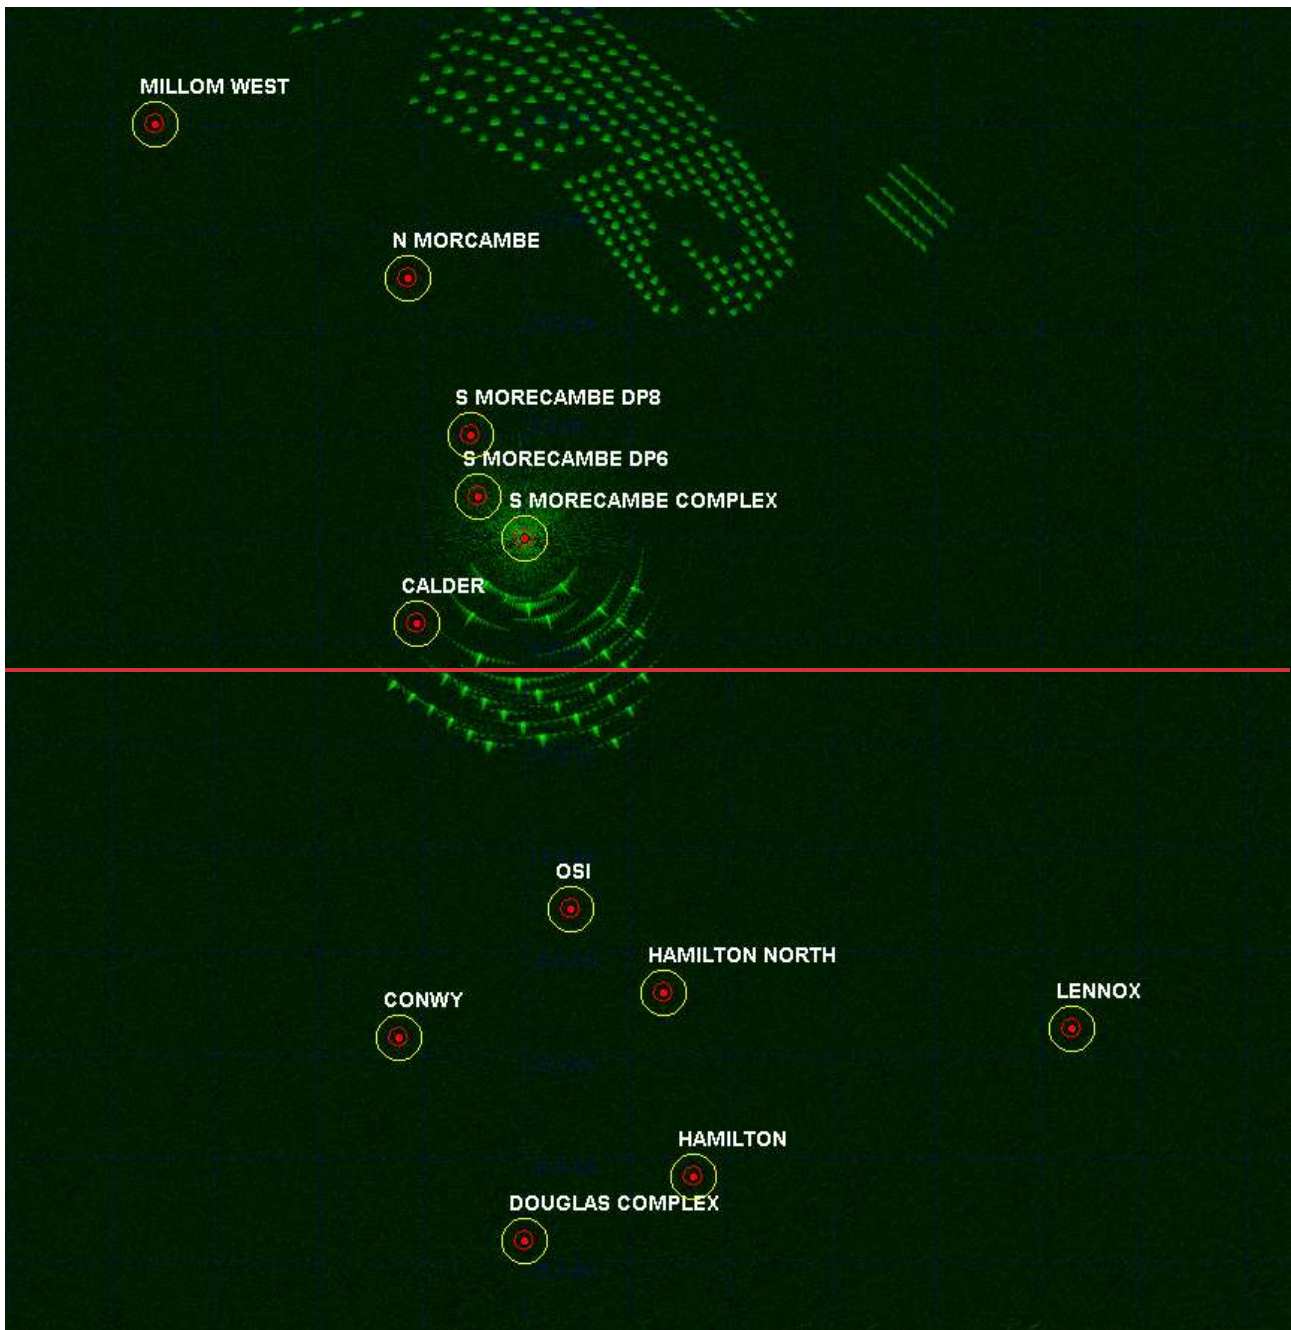 MILLOM WEST
N MORCAMBE
S MORECAMBE DP8
S MORECAMBE DP6
S MORECAMBE COMPLEX
CALDER
OSI
HAMILTON NORTH
LENNOX
CONWY
HAMILTON
DOUGLAS COMPLEX